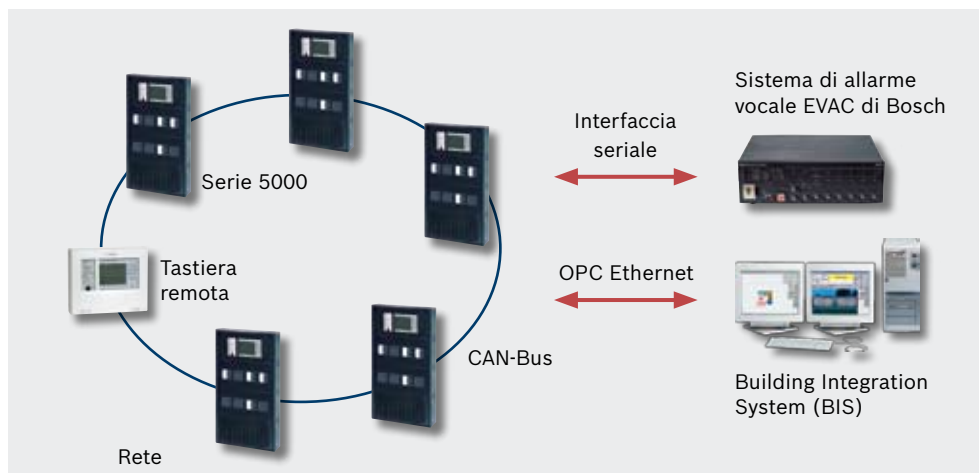 Sistema di allarme
vocale EVAC di Bosch
Interfaccia
seriale
Serie 5000
Tastiera
remota
OPC Ethernet
CAN-Bus
Building Integration
System (BIS)
Rete